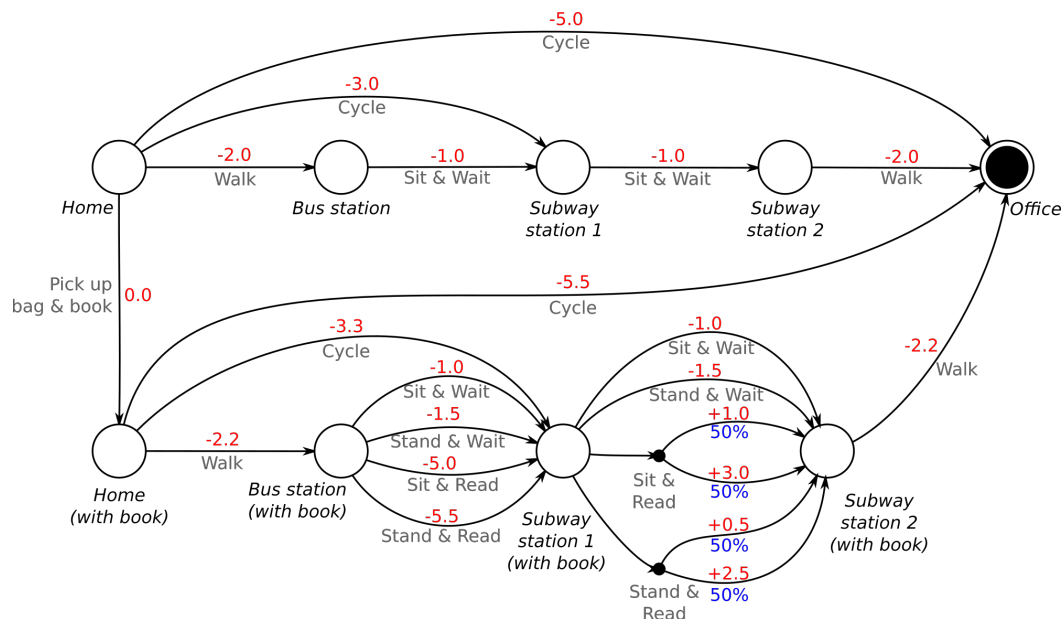 -5.0
Cycle
-3.0
Cycle
-2.0
Walk
-1.0
Sit & Wait
-1.0
Sit & Wait
-2.0
Walk
Home
Bus station
Subway
station 1
Subway
station 2
Office
Pick up
bag & book
0.0
-5.5
Cycle
-3.3
Cycle
-2.2
Walk
-1.0
Sit & Wait
-1.5
Stand & Wait
-5.0
Sit & Read
-5.5
Stand & Read
-1.0
Sit & Wait
-1.5
Stand & Wait
+1.0
50%
Sit &
Read
+3.0
50%
+0.5
50%
Stand &
Read
+2.5
50%
-2.2
Walk
Home
(with book)
Bus station
(with book)
Subway
station 1
(with book)
Subway
station 2
(with book)